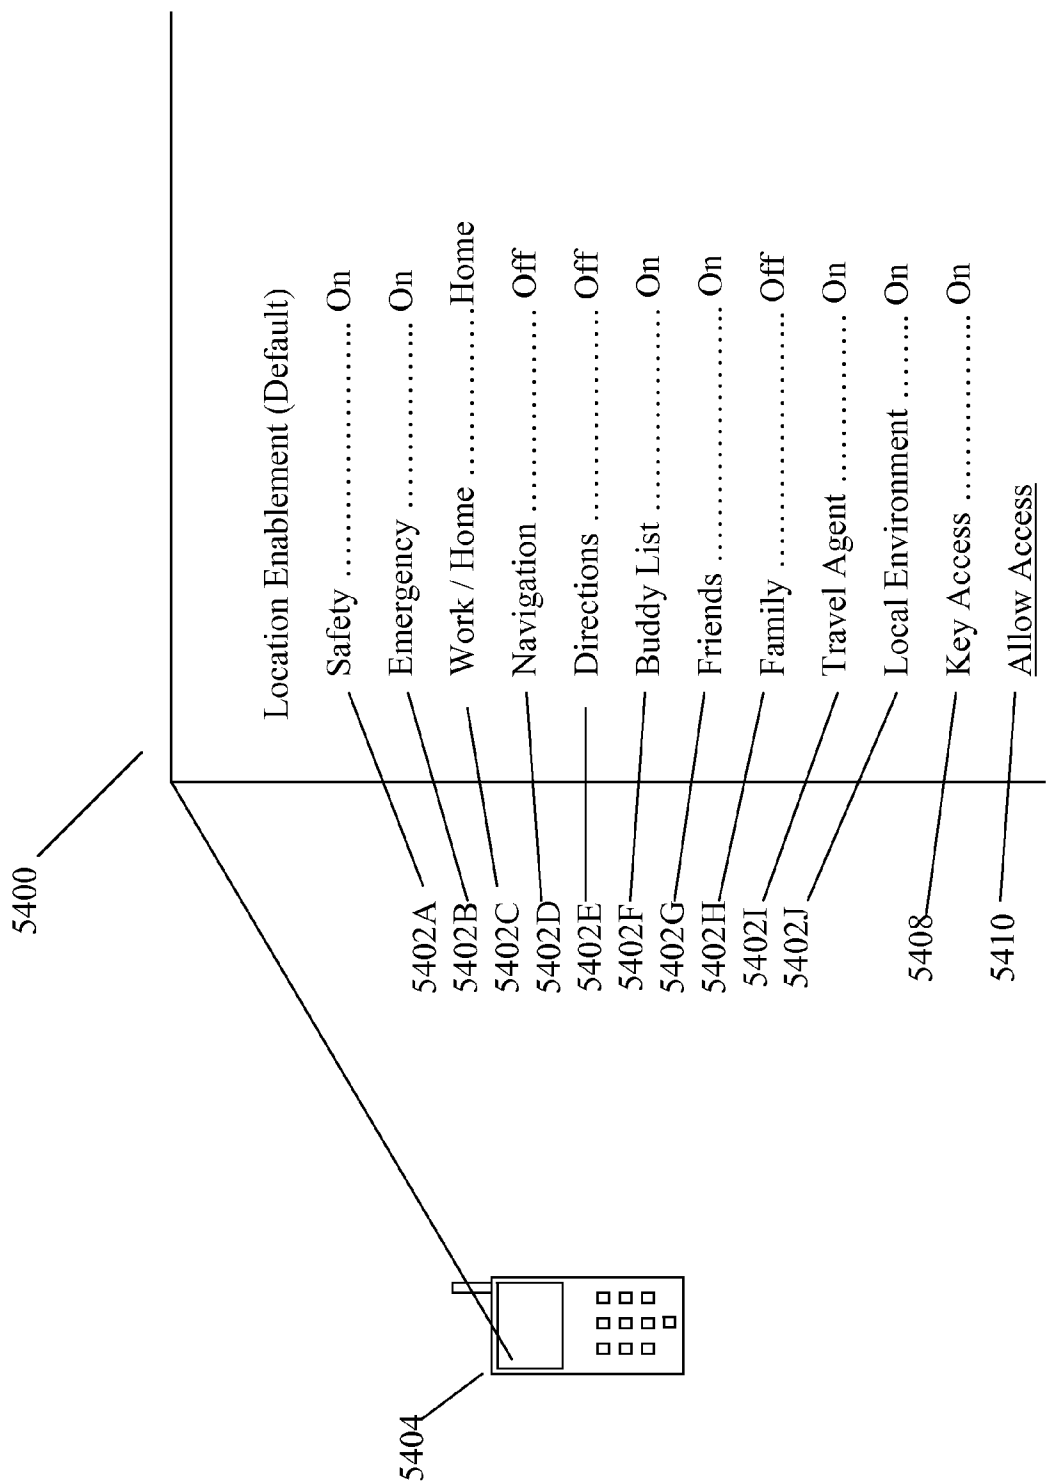 5400
Location Enablement (Default)
5402A Safety ........................ On
5402B Emergency ................ On
5402C Work / Home ..............Home
5402D Navigation .................. Off
5402E Directions .................. Off
5402F Buddy List .................. On
5402G Friends ........................ On
5402H Family ........................ Off
5402I Travel Agent .............. On
5402J Local Environment ....... On
5408 Key Access .................. On
5410 Allow Access
5404